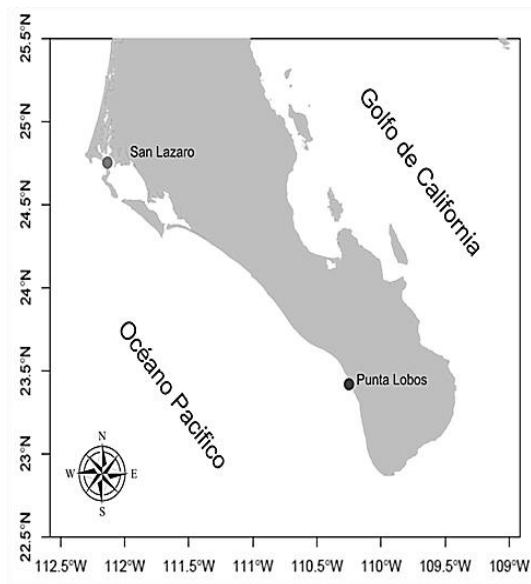 25.5°N
25°N
24.5°N
24°N
23.5°N
23°N
22.5°N
San Lazaro
Golfo de California
Océano Pacifico
Punta Lobos
N
W
E
S
112.5°W 112°W 111.5°W 111°W 110.5°W 110°W 109.5°W 109°W